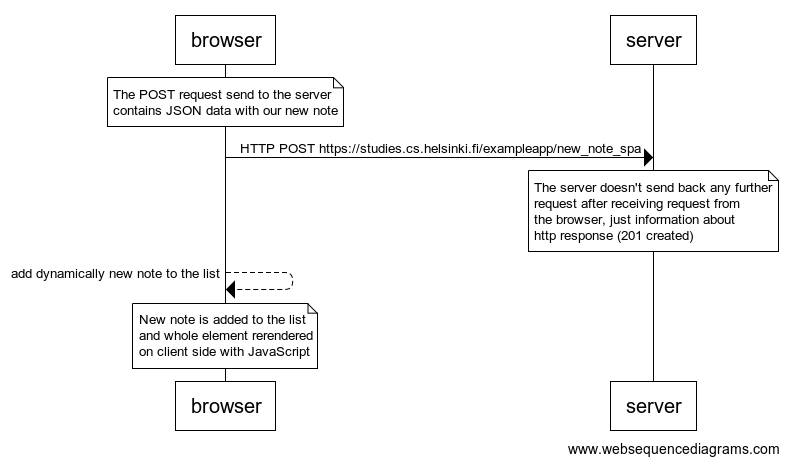 browser
server
The POST request send to the server
contains JSON data with our new note
HTTP POST https://studies.cs.helsinki.fi/exampleapp/new_note_spa
The server doesn't send back any further
request after receiving request from
the browser, just information about
http response (201 created)
add dynamically new note to the list
New note is added to the list
and whole element rerendered
on client side with JavaScript
browser
server
www.websequencediagrams.com